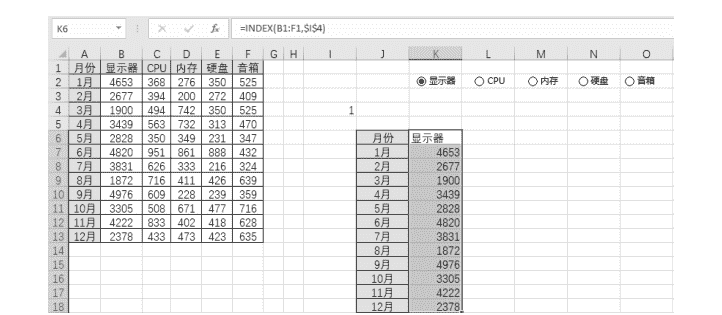 K6 =INDEX(B1:F1,$I$4)
A B C D E F G H I J K L M N O
1 月份 显示器 CPU 内存 硬盘 音箱
2 1月 4653 368 276 350 525 显示器 CPU 内存 硬盘 音箱
3 2月 2677 394 200 272 409
4 3月 1900 494 742 350 525 1
5 4月 3439 563 732 313 470
6 5月 2828 350 349 231 347 月份 显示器
7 6月 4820 951 861 888 432 1月 4653
8 7月 3831 626 333 216 324 2月 2677
9 8月 1872 716 411 426 639 3月 1900
10 9月 4976 609 228 239 359 4月 3439
11 10月 3305 508 671 477 716 5月 2828
12 11月 4222 833 402 418 628 6月 4820
13 12月 2378 433 473 423 635 7月 3831
14 8月 1872
15 9月 4976
16 10月 3305
17 11月 4222
18 12月 2378